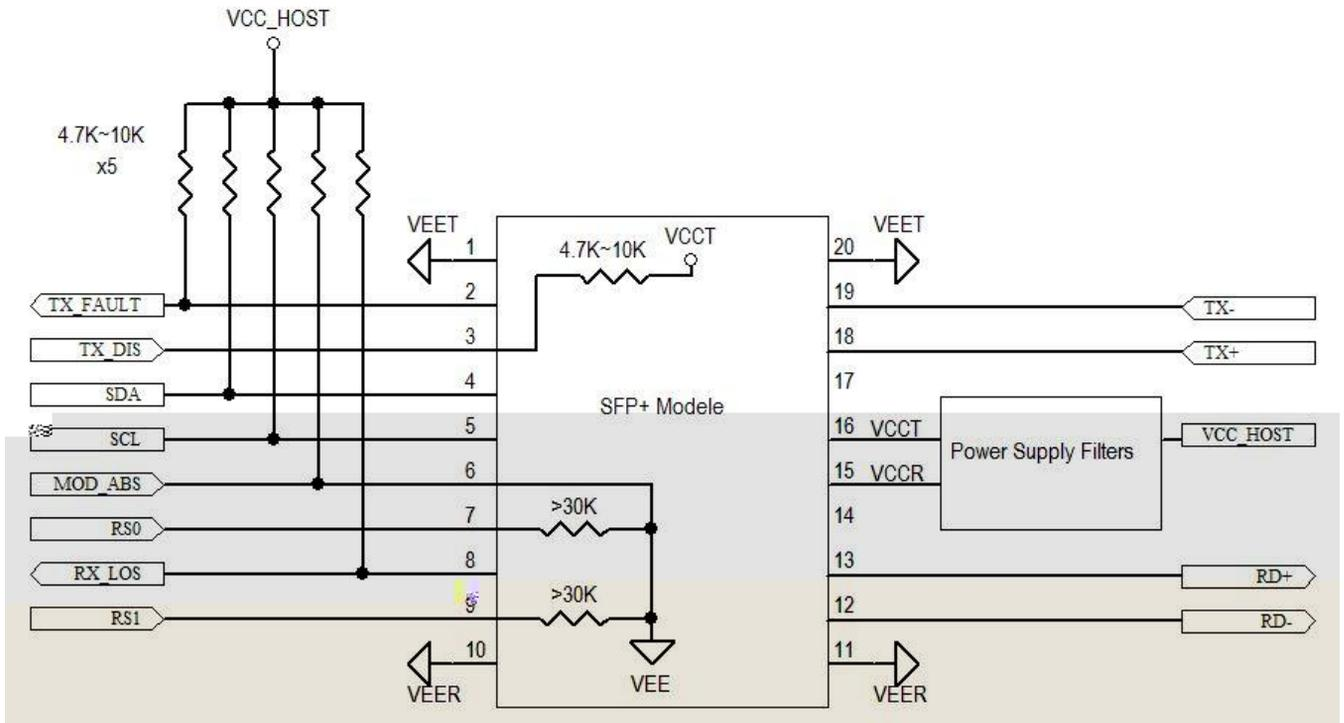 VCC_HOST
4.7K~10K
x5
VEET
1
4.7K~10K
VCCT
20
VEET
TX_FAULT
2
19
TX-
TX_DIS
3
18
TX+
SDA
4
17
SFP+ Modele
SCL
5
16
VCCT
Power Supply Filters
VCC_HOST
MOD_ABS
6
15
VCCR
RS0
7
>30K
14
RX_LOS
8
13
RD+
RS1
9
>30K
12
RD-
10
VEER
VEE
11
VEER